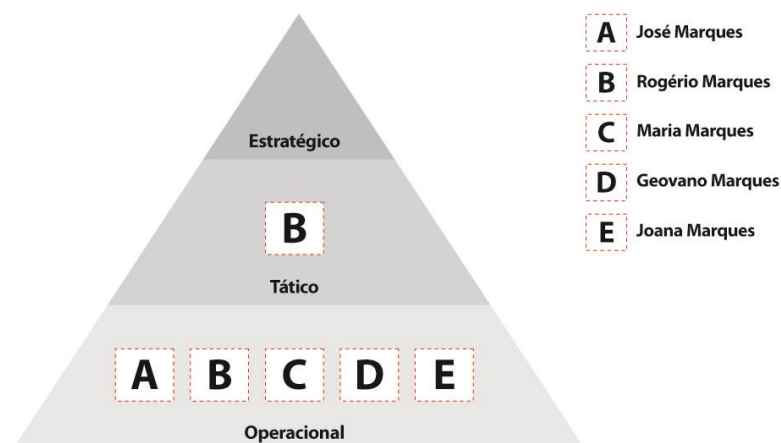 Estratégico
B
Tático
A B C D E
Operacional
A José Marques
B Rogério Marques
C Maria Marques
D Geovano Marques
E Joana Marques